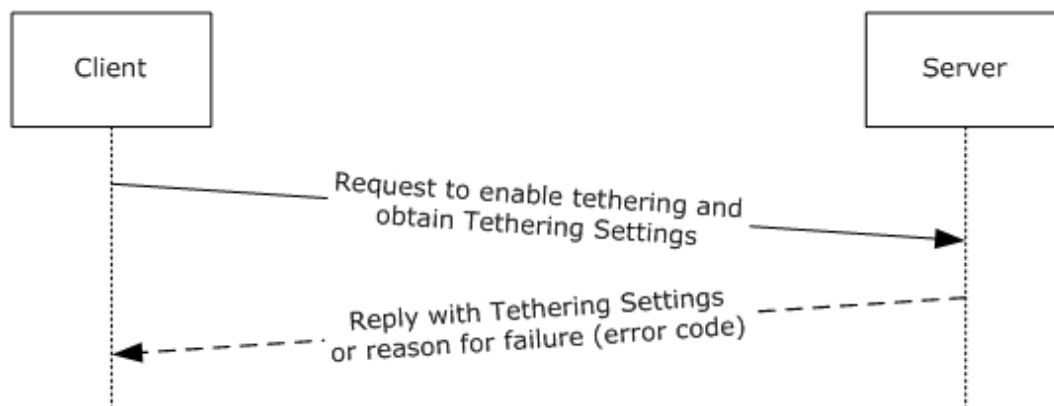 Client
Server
Request to enable tethering and
obtain Tethering Settings
Reply with Tethering Settings
or reason for failure (error code)